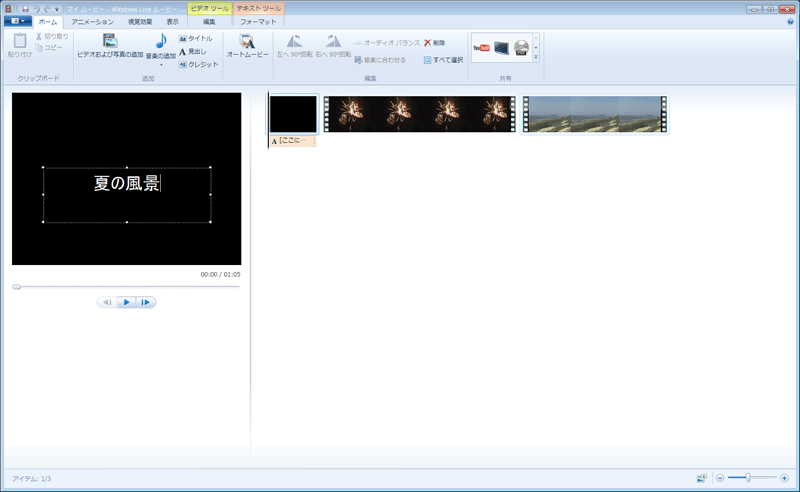 マイ ムービー - Windows Live ムービー ...
ビデオ ツール
テキスト ツール
ホーム
アニメーション
視覚効果
表示
編集
フォーマット
貼り付け
切り取り
コピー
クリップボード
ビデオおよび写真の追加
音楽の追加
タイトル
見出し
クレジット
追加
オートムービー
左へ 90°回転
右へ 90°回転
オーディオ バランス
音楽に合わせる
削除
すべて選択
編集
YouTube
共有
夏の風景
A [ここに…
00:00 / 01:05
アイテム: 1/3